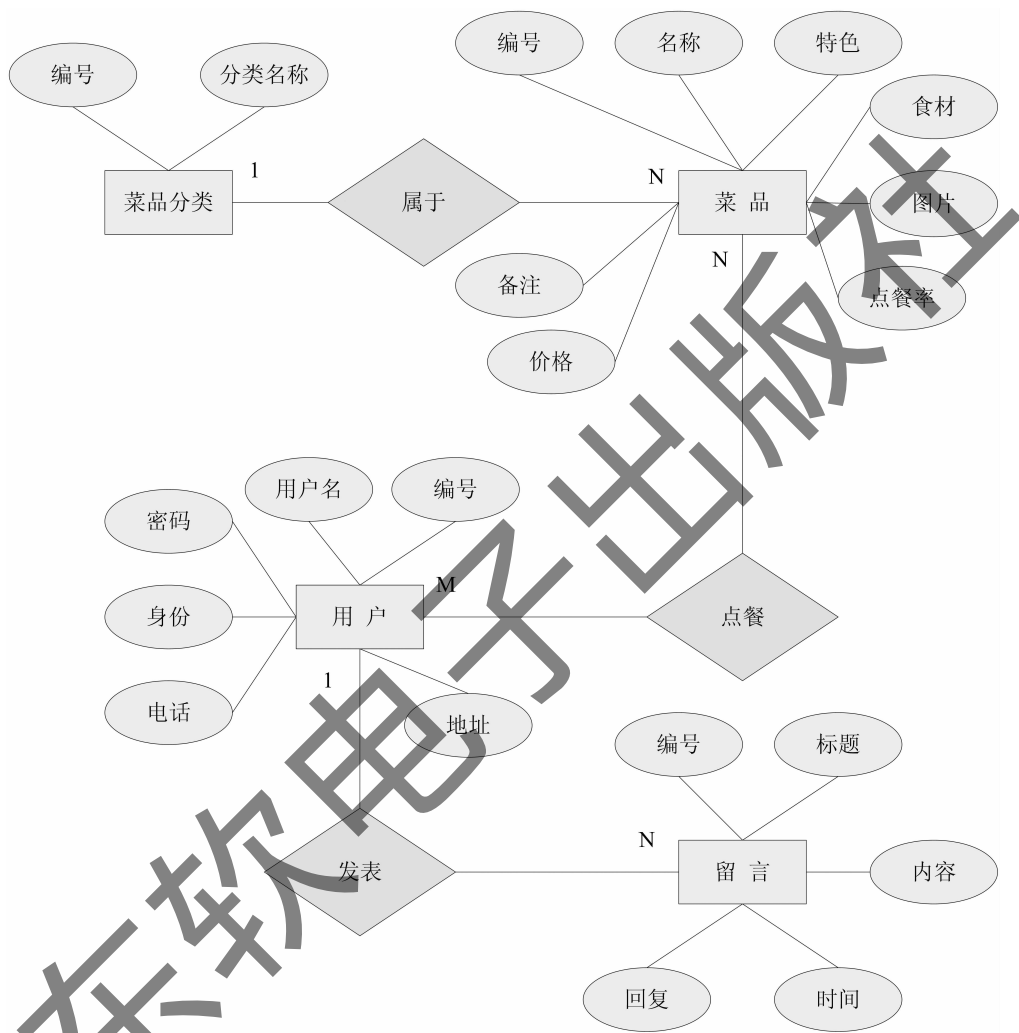 编号
分类名称
编号
名称
特色
食材
菜品分类
1
属于
N
菜 品
图片
N
备注
点餐率
价格
用户名
编号
密码
M
身份
用 户
点餐
1
电话
地址
编号
标题
发表
N
留 言
内容
回复
时间
东软电子出版社